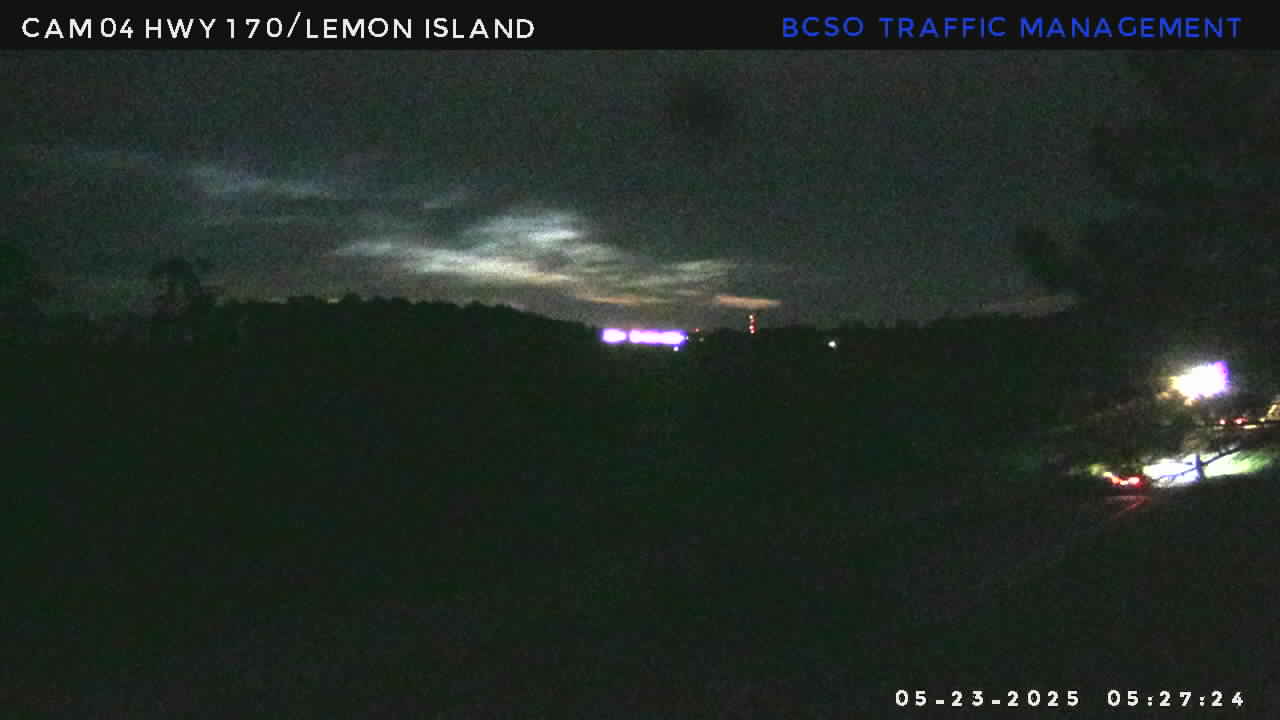 CAM04 HWY 170/LEMON ISLAND
BCSO TRAFFIC MANAGEMENT
05-23-2025 05:27:24